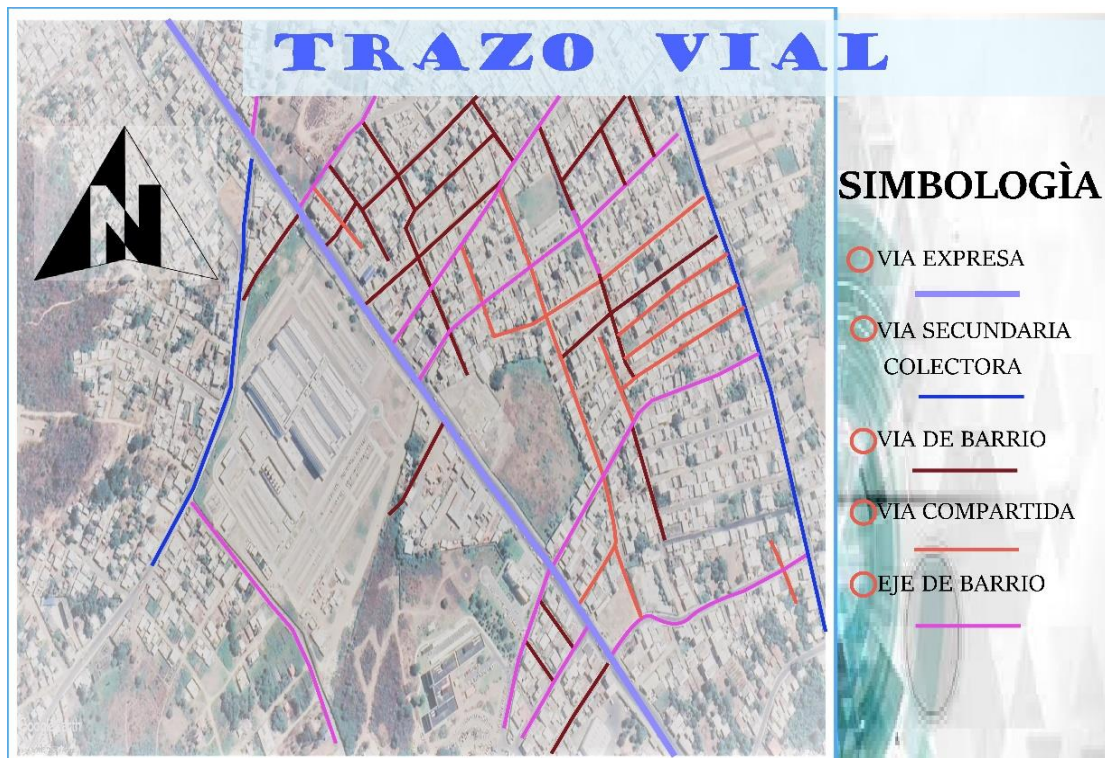 TRAZO VIAL
N
SIMBOLOGÌA
VIA EXPRESA
VIA SECUNDARIA
COLECTORA
VIA DE BARRIO
VIA COMPARTIDA
EJE DE BARRIO